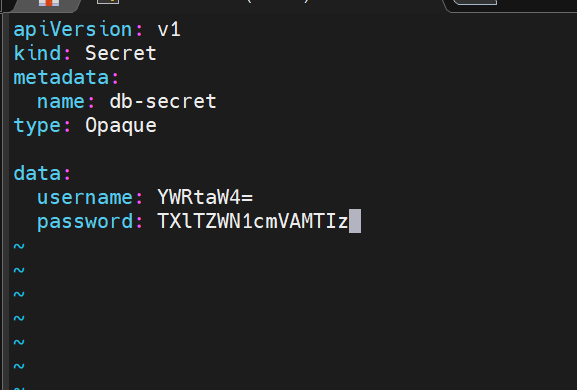 apiVersion: v1
kind: Secret
metadata:
  name: db-secret
type: Opaque

data:
  username: YWRtaW4=
  password: TXlTZWN1cmVAMTIz
~
~
~
~
~
~
~